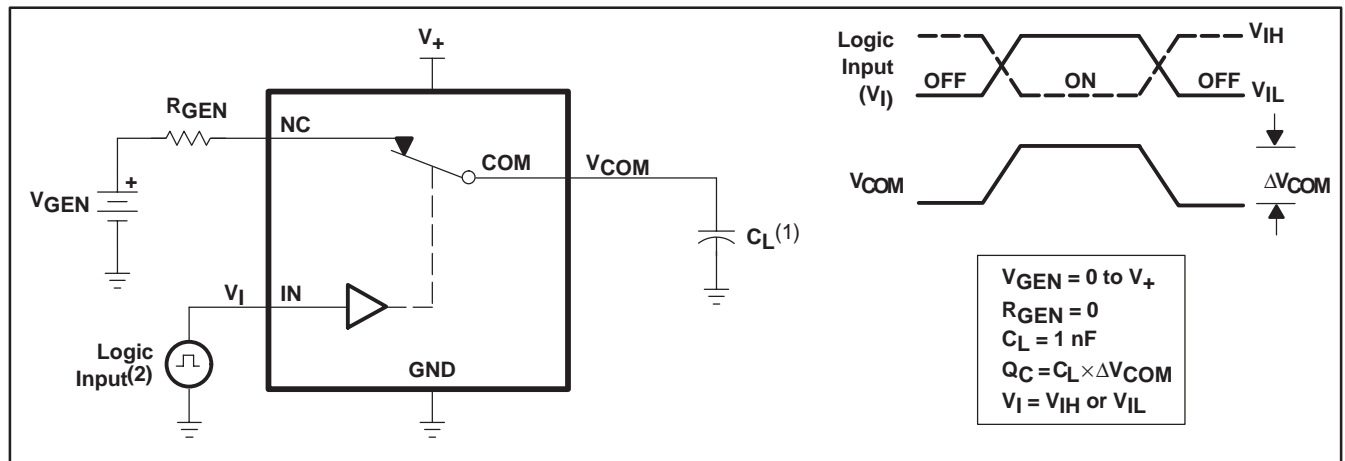 V+
RGEN
NC
COM
VCOM
VGEN
+
CL(1)
VI
IN
Logic
Input(2)
GND
Logic
Input
(VI)
VIH
OFF
ON
OFF
VIL
VCOM
ΔVCOM
VGEN = 0 to V+
RGEN = 0
CL = 1 nF
QC = CL × ΔVCOM
VI = VIH or VIL